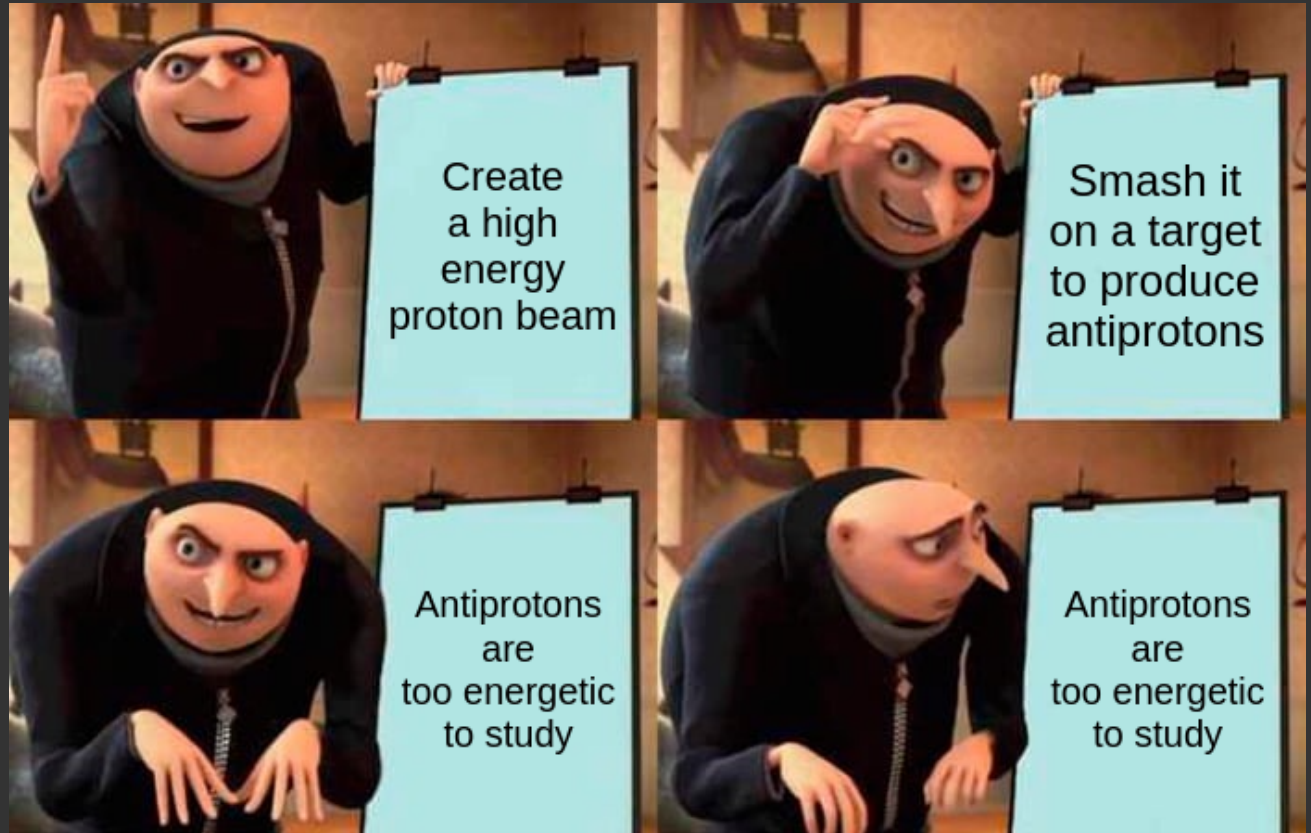 Create
a high
energy
proton beam
Smash it
on a target
to produce
antiprotons
Antiprotons
are
too energetic
to study
Antiprotons
are
too energetic
to study